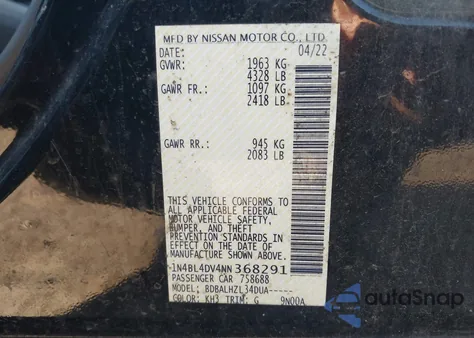 MFD BY NISSAN MOTOR CO., LTD.
DATE: 04/22
GVWR: 1963 KG
4328 LB
GAWR FR.: 1097 KG
2418 LB
GAWR RR.: 945 KG
2083 LB
THIS VEHICLE CONFORMS TO
ALL APPLICABLE FEDERAL
MOTOR VEHICLE SAFETY,
BUMPER, AND THEFT
PREVENTION STANDARDS IN
EFFECT ON THE DATE OF
MANUFACTURE SHOWN ABOVE.
1N4BL4DV4NN368291
PASSENGER CAR 758688
MODEL: BDBALHZL34DUA------
COLOR: KH3 TRIM: G 9N00A
AutoSnap